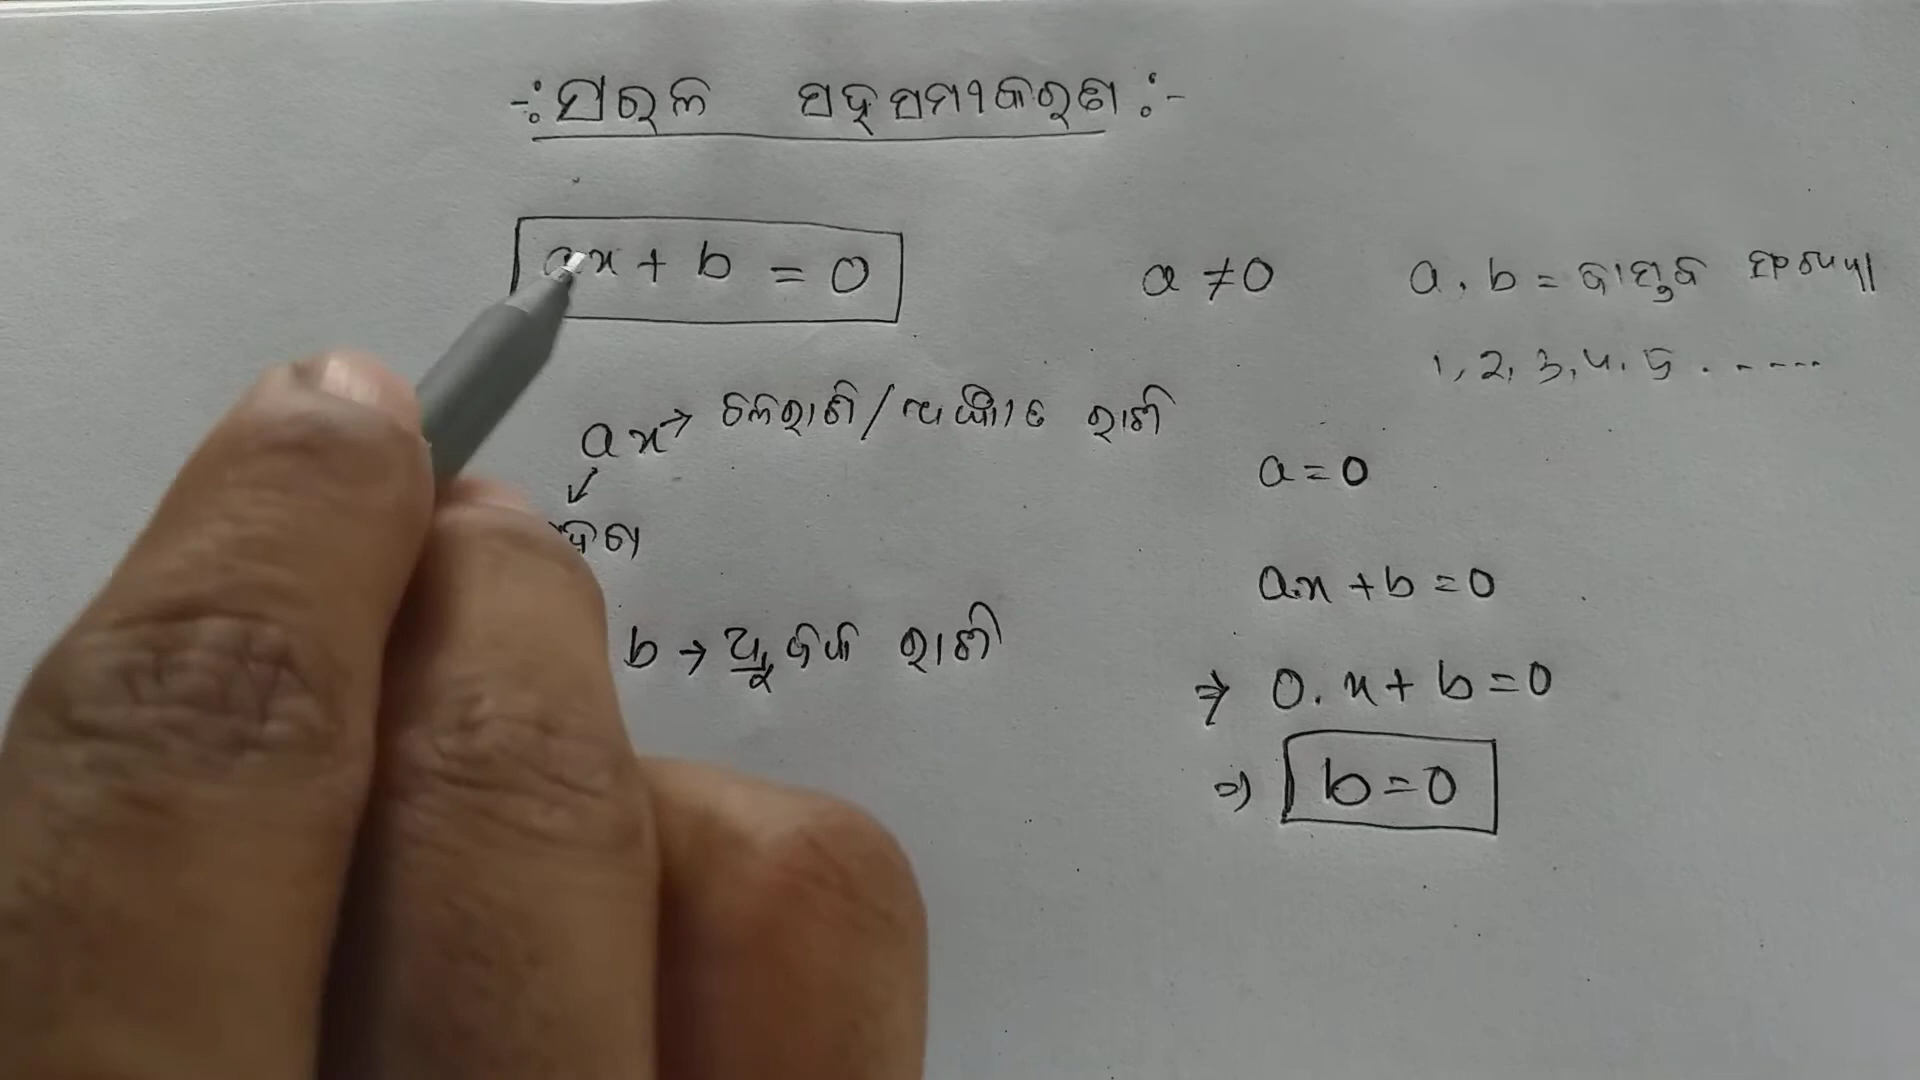 -: ସରଳ ସହସମୀକରଣ :-
ax + b = 0
a ≠ 0
a, b = ବାସ୍ତବ ସଂଖ୍ୟା
1, 2, 3, 4, 5 . - - - - -
ax → ଚଳରାଶି / ଅଜ୍ଞାତ ରାଶି
b → ଧ୍ରୁବକ ରାଶି
a = 0
a.x + b = 0
⇒ 0. x + b = 0
⇒ b = 0